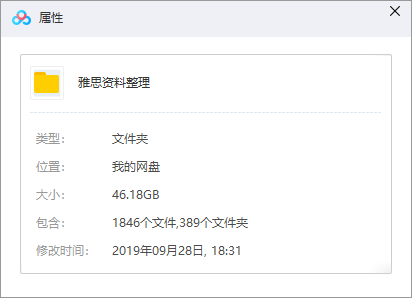 属性
雅思资料整理
类型： 文件夹
位置： 我的网盘
大小： 46.18GB
包含： 1846个文件,389个文件夹
修改时间： 2019年09月28日, 18:31